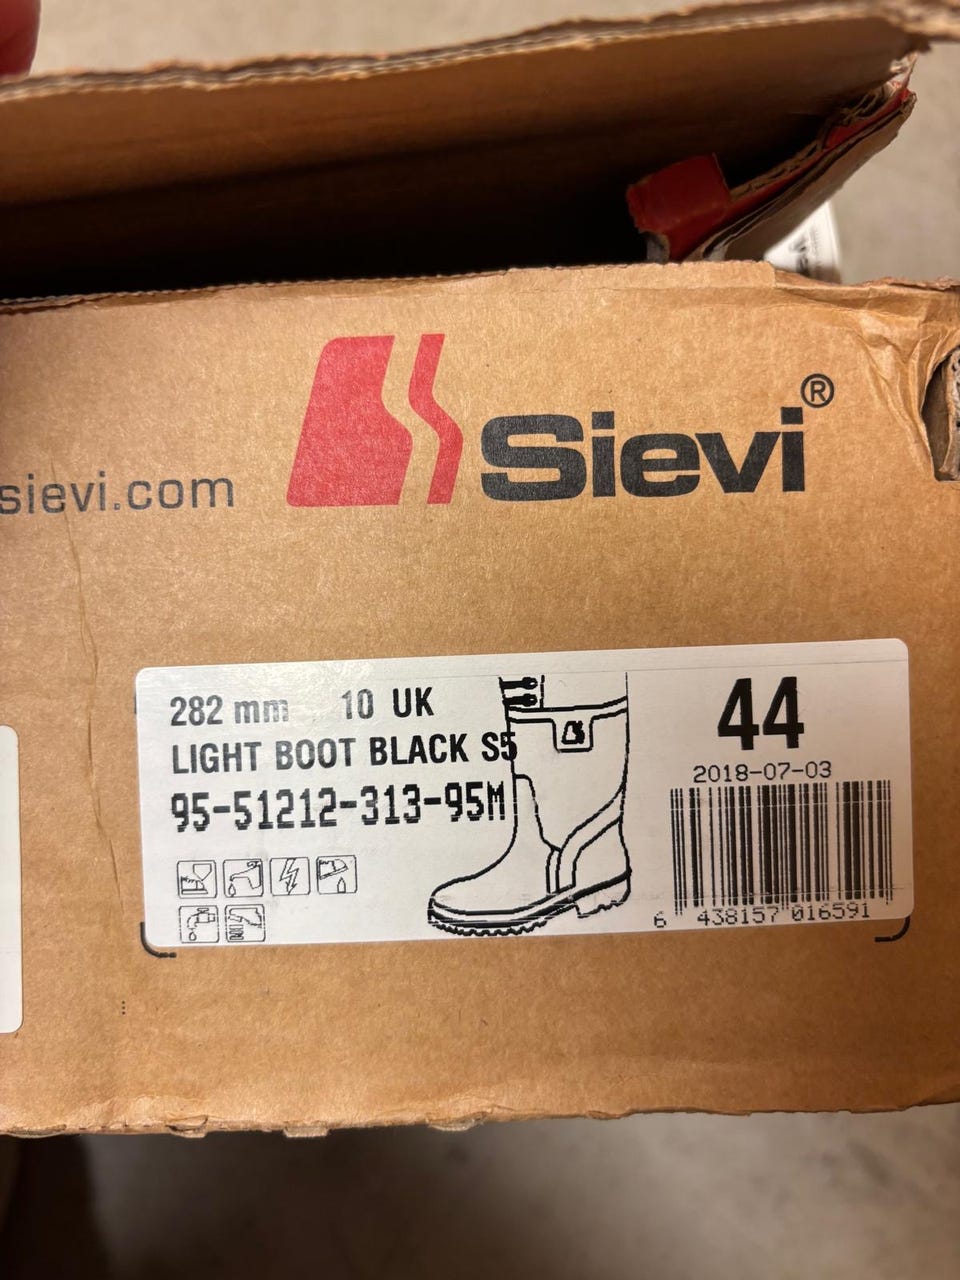 sievi.com
Sievi®
282 mm 10 UK
LIGHT BOOT BLACK S5
95-51212-313-95M
44
2018-07-03
6 438157 016591